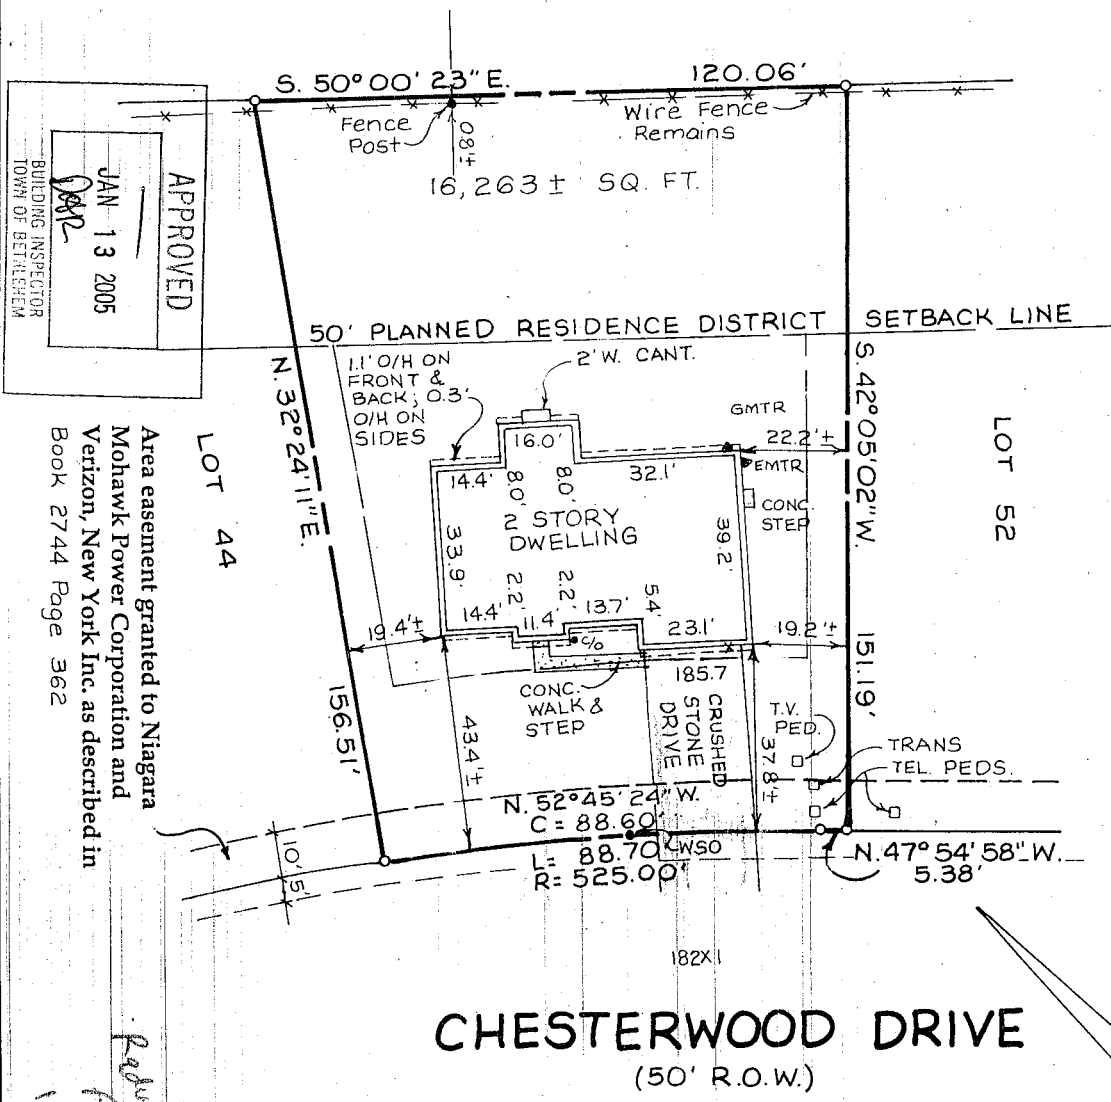 S. 50°00'23"E.
120.06'
Fence
Post
0.8'±
Wire Fence
Remains
16,263± SQ. FT.
APPROVED
JAN 13 2005
BUILDING INSPECTOR
TOWN OF BETHLEHEM
50' PLANNED RESIDENCE DISTRICT SETBACK LINE
1.1' O/H ON
FRONT &
BACK; 0.3'
O/H ON
SIDES
2' W. CANT.
GMTR
22.2'±
EMTR
CONC.
STEP
16.0'
14.4'
8.0'
8.0'
32.1'
2 STORY
DWELLING
33.9'
39.2'
14.4'
2.2'
11.4'
2.2'
13.7'
5.4'
23.1'
c/o
19.4'±
19.2'±
185.7
N. 32°24'11"E.
156.51'
S. 42°05'02"W.
151.19'
LOT 44
LOT 52
Area easement granted to Niagara
Mohawk Power Corporation and
Verizon, New York Inc. as described in
Book 2744 Page 362
CONC.
WALK &
STEP
CRUSHED
STONE
DRIVE
43.4'±
37.8'±
T.V.
PED.
TRANS
TEL. PEDS.
N. 52°45'24"W.
C = 88.60'
L = 88.70'
R = 525.00'
WSO
N. 47°54'58"W.
5.38'
10'
5'
182X1
CHESTERWOOD DRIVE
(50' R.O.W.)